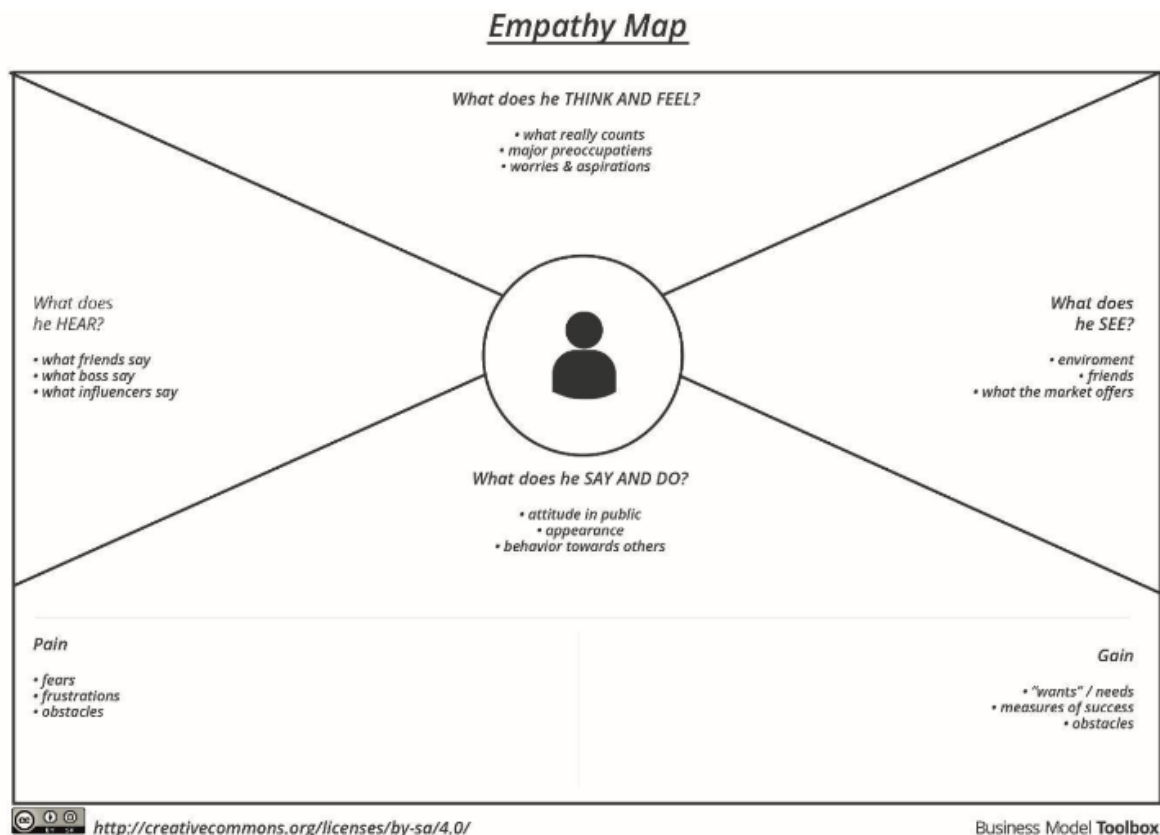 Empathy Map
What does he THINK AND FEEL?
• what really counts
• major preoccupatiens
• worries & aspirations
What does
he HEAR?
• what friends say
• what boss say
• what influencers say
What does
he SEE?
• enviroment
• friends
• what the market offers
What does he SAY AND DO?
• attitude in public
• appearance
• behavior towards others
Pain
• fears
• frustrations
• obstacles
Gain
• "wants" / needs
• measures of success
• obstacles
cc BY SA
http://creativecommons.org/licenses/by-sa/4.0/
Business Model Toolbox